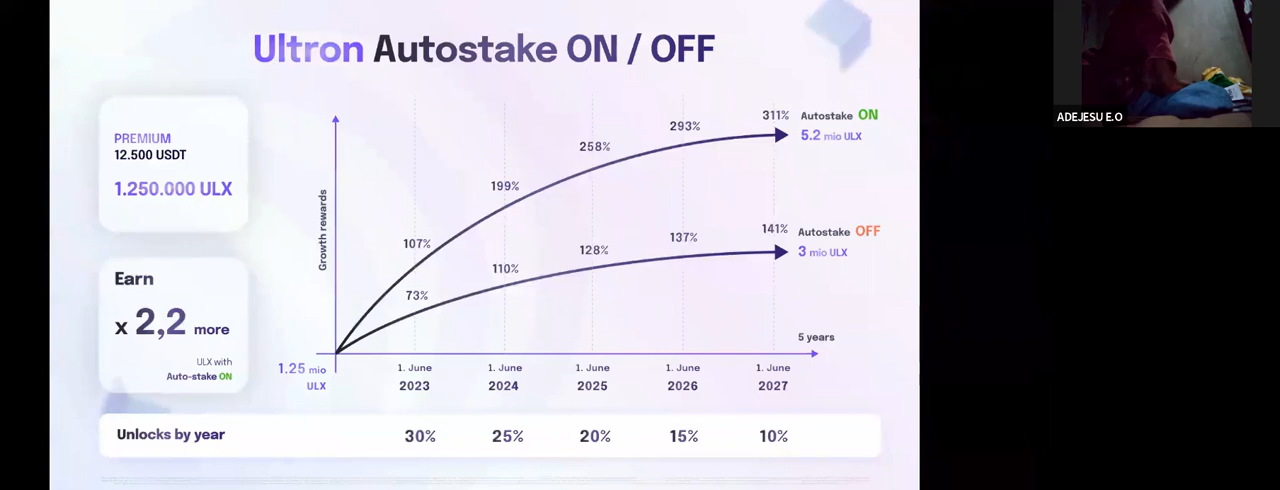 Ultron Autostake ON / OFF
PREMIUM
12.500 USDT
1.250.000 ULX
Earn
x 2,2 more
ULX with
Auto-stake ON
Growth rewards
107%
199%
258%
293%
311%
Autostake ON
5.2 mio ULX
73%
110%
128%
137%
141%
Autostake OFF
3 mio ULX
5 years
1.25 mio
ULX
1. June
2023
1. June
2024
1. June
2025
1. June
2026
1. June
2027
Unlocks by year
30%
25%
20%
15%
10%
ADEJESU E.O